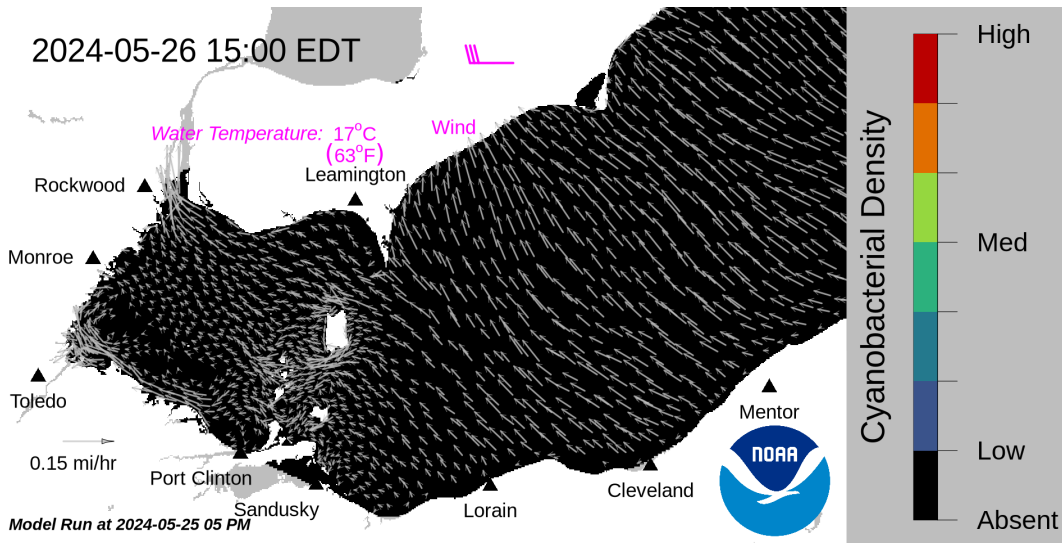 2024-05-26 15:00 EDT
High
Water Temperature: 17°C
(63°F)
Wind
Leamington
Rockwood
Monroe
Med
Cyanobacterial Density
Toledo
Mentor
0.15 mi/hr
NOAA
Port Clinton
Cleveland
Low
Sandusky
Lorain
Model Run at 2024-05-25 05 PM
Absent